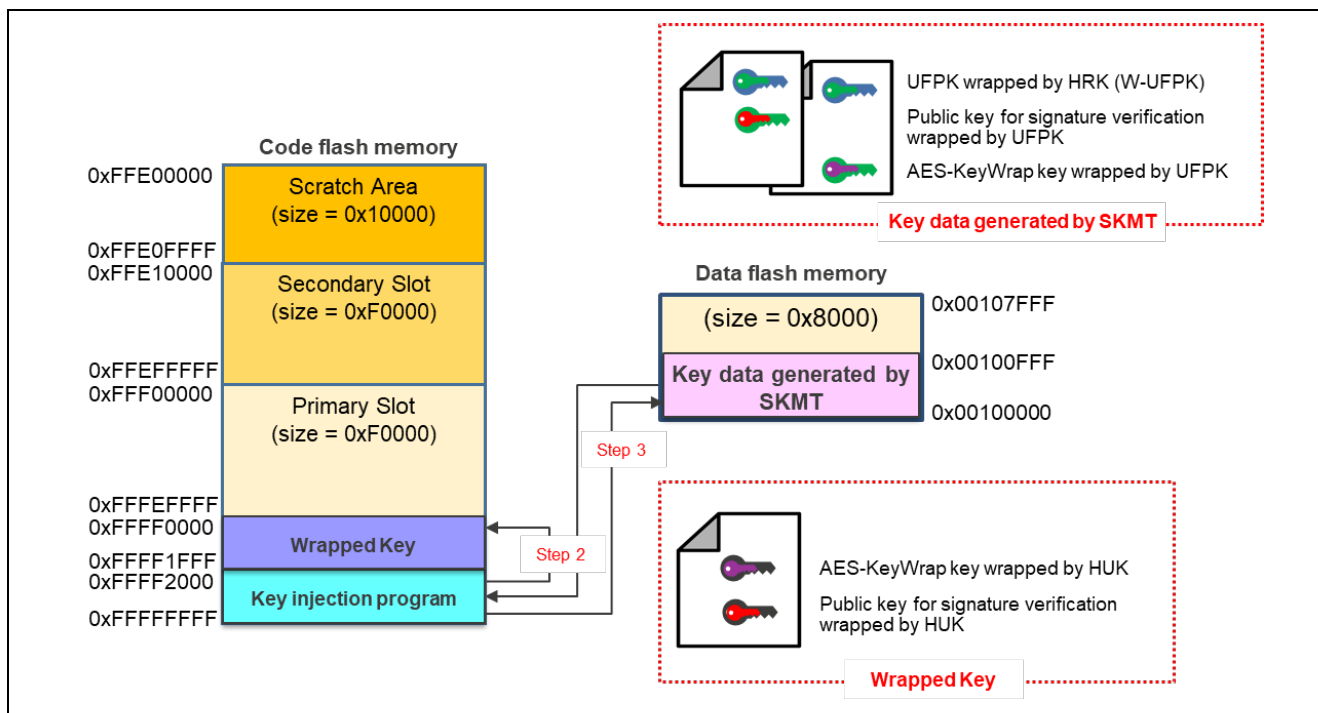 Code flash memory
0xFFE00000
Scratch Area
(size = 0x10000)
0xFFE0FFFF
0xFFE10000
Secondary Slot
(size = 0xF0000)
0xFFEFFFFF
0xFFF00000
Primary Slot
(size = 0xF0000)
0xFFFEFFFF
0xFFFF0000
Wrapped Key
0xFFFF1FFF
0xFFFF2000
Key injection program
0xFFFFFFFF
Step 2
Step 3
UFPK wrapped by HRK (W-UFPK)
Public key for signature verification
wrapped by UFPK
AES-KeyWrap key wrapped by UFPK
Key data generated by SKMT
Data flash memory
(size = 0x8000)
0x00107FFF
0x00100FFF
Key data generated by
SKMT
0x00100000
AES-KeyWrap key wrapped by HUK
Public key for signature verification
wrapped by HUK
Wrapped Key